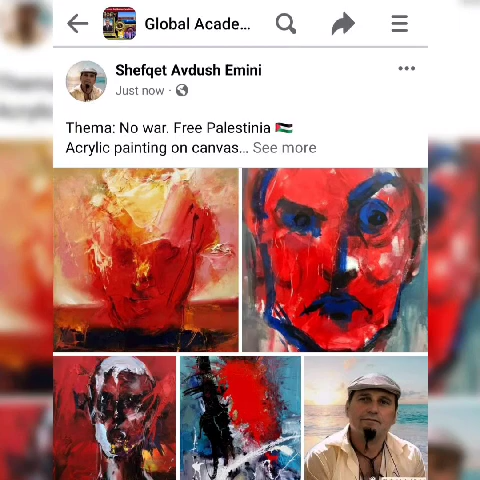 Global Acade...
Shefqet Avdush Emini
Just now ·
Thema: No war. Free Palestinia 🇵🇸
Acrylic painting on canvas... See more